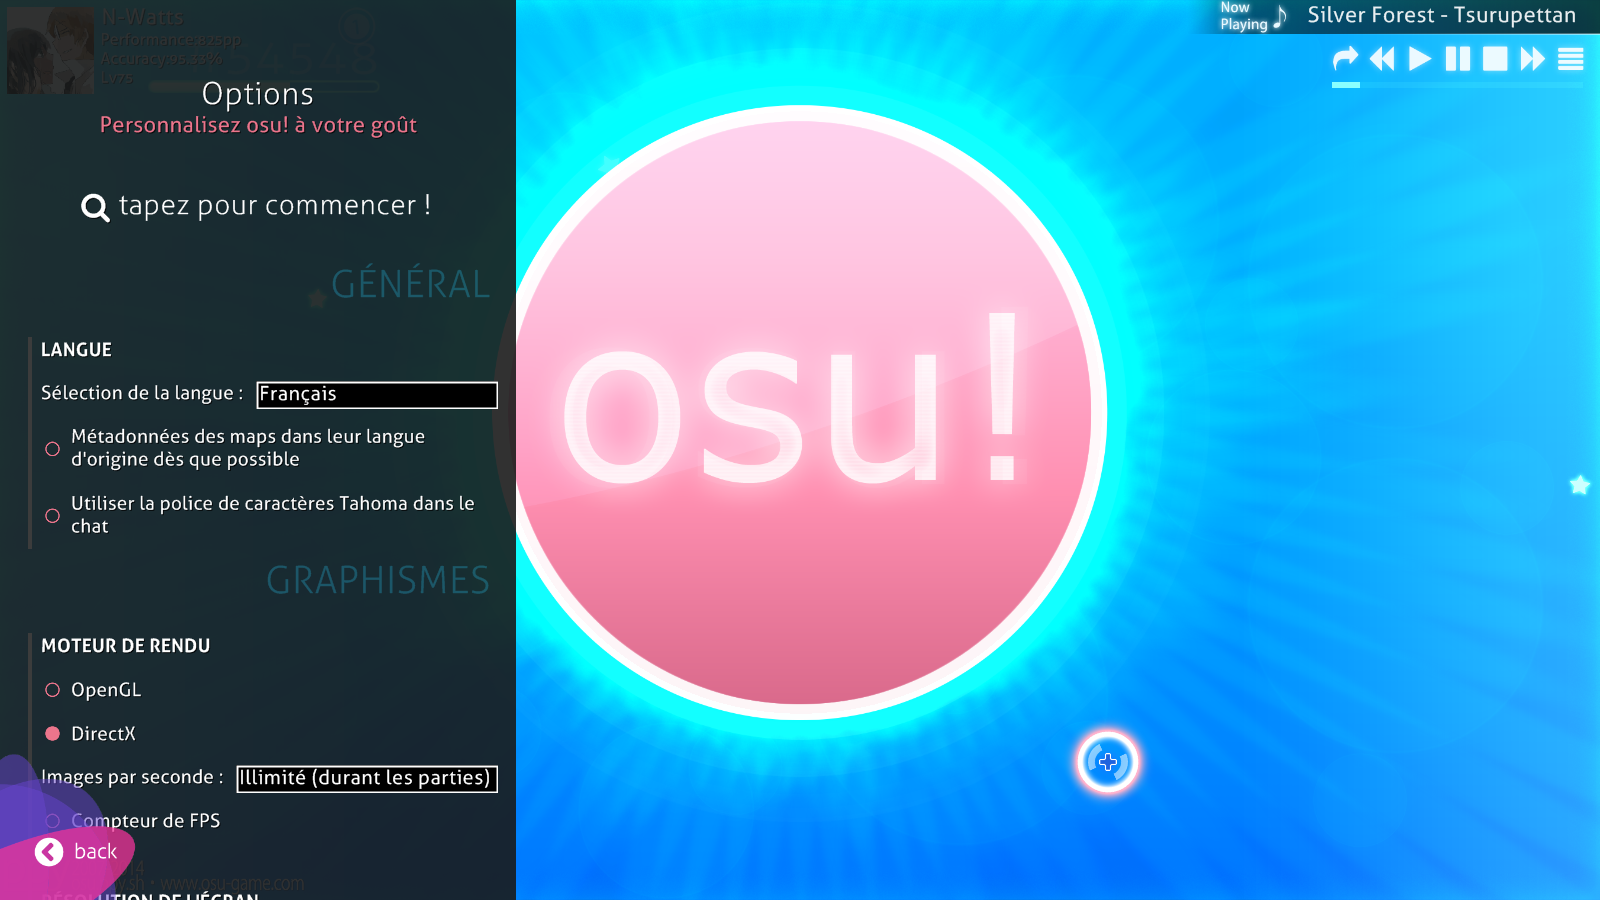 N-Watts
Performance:825pp
Accuracy:95.33%
Lv75
Options
Personnalisez osu! à votre goût
tapez pour commencer !
GÉNÉRAL
LANGUE
Sélection de la langue : Français
Métadonnées des maps dans leur langue
d'origine dès que possible
Utiliser la police de caractères Tahoma dans le
chat
GRAPHISMES
MOTEUR DE RENDU
OpenGL
DirectX
Images par seconde : Illimité (durant les parties)
Compteur de FPS
back
www.osu-game.com
RÉSOLUTION DE L'ÉCRAN
osu!
Now
Playing
Silver Forest - Tsurupettan